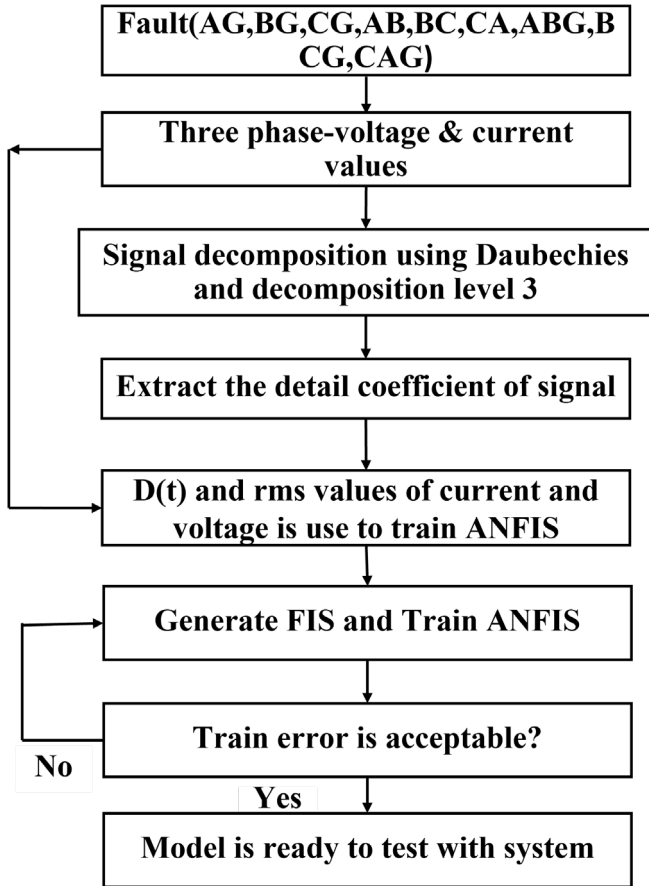 Fault(AG,BG,CG,AB,BC,CA,ABG,B
CG,CAG)
Three phase-voltage & current
values
Signal decomposition using Daubechies
and decomposition level 3
Extract the detail coefficient of signal
D(t) and rms values of current and
voltage is use to train ANFIS
Generate FIS and Train ANFIS
Train error is acceptable?
No
Yes
Model is ready to test with system